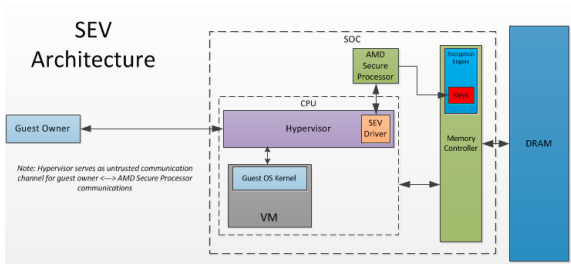 SEV
Architecture
SOC
AMD
Secure
Processor
Encryption
Engine
Keys
CPU
Guest Owner
Hypervisor
SEV
Driver
Memory
Controller
DRAM
Note: Hypervisor serves as untrusted communication
channel for guest owner <---> AMD Secure Processor
communications
Guest OS Kernel
VM